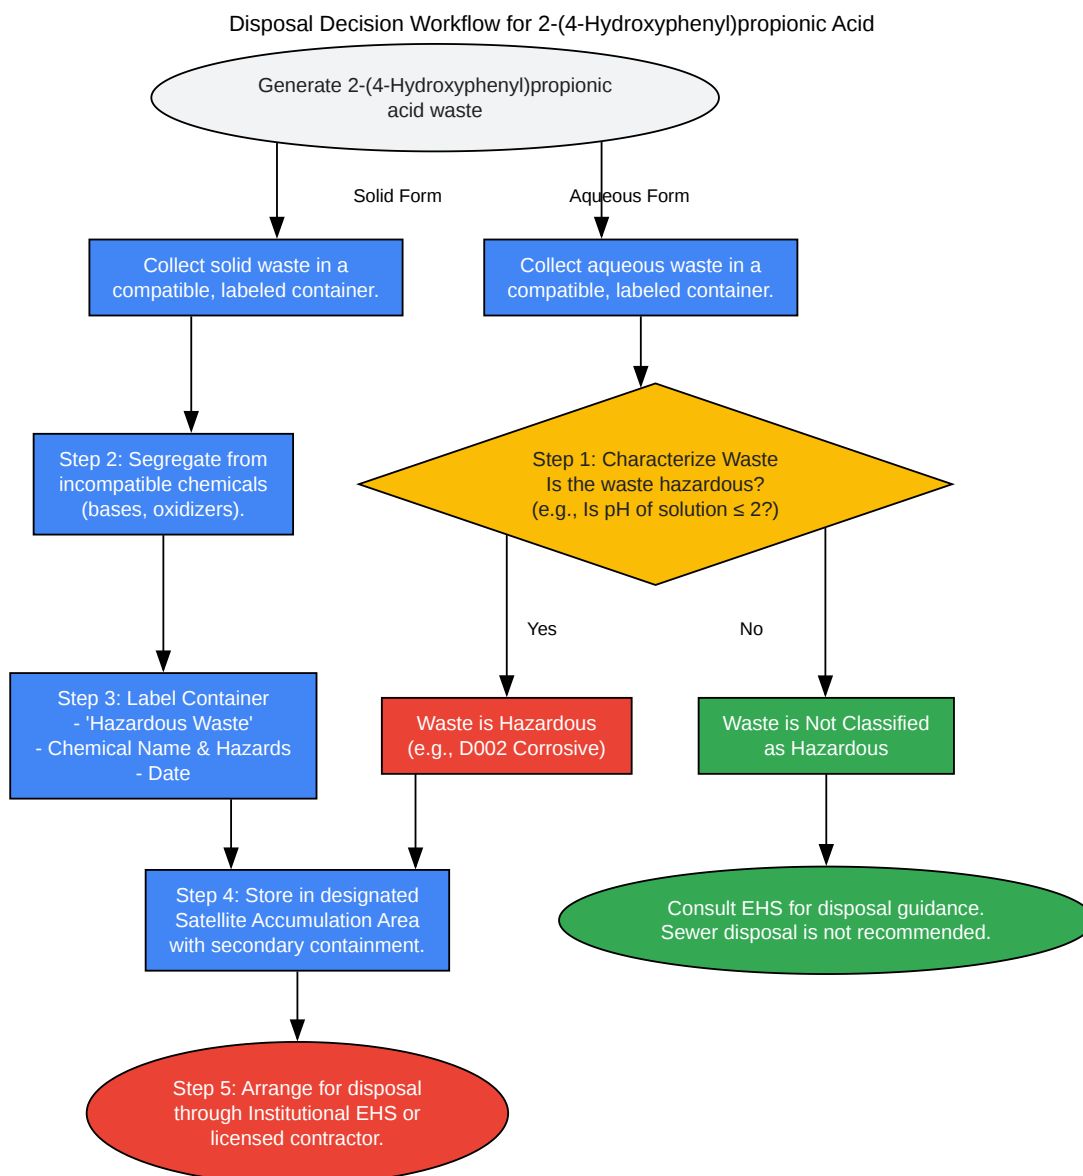 Disposal Decision Workflow for 2-(4-Hydroxyphenyl)propionic Acid
Generate 2-(4-Hydroxyphenyl)propionic
acid waste
Solid Form
Aqueous Form
Collect solid waste in a
compatible, labeled container.
Collect aqueous waste in a
compatible, labeled container.
Step 2: Segregate from
incompatible chemicals
(bases, oxidizers).
Step 1: Characterize Waste
Is the waste hazardous?
(e.g., Is pH of solution ≤ 2?)
Yes
No
Step 3: Label Container
- 'Hazardous Waste'
- Chemical Name & Hazards
- Date
Waste is Hazardous
(e.g., D002 Corrosive)
Waste is Not Classified
as Hazardous
Step 4: Store in designated
Satellite Accumulation Area
with secondary containment.
Consult EHS for disposal guidance.
Sewer disposal is not recommended.
Step 5: Arrange for disposal
through Institutional EHS or
licensed contractor.